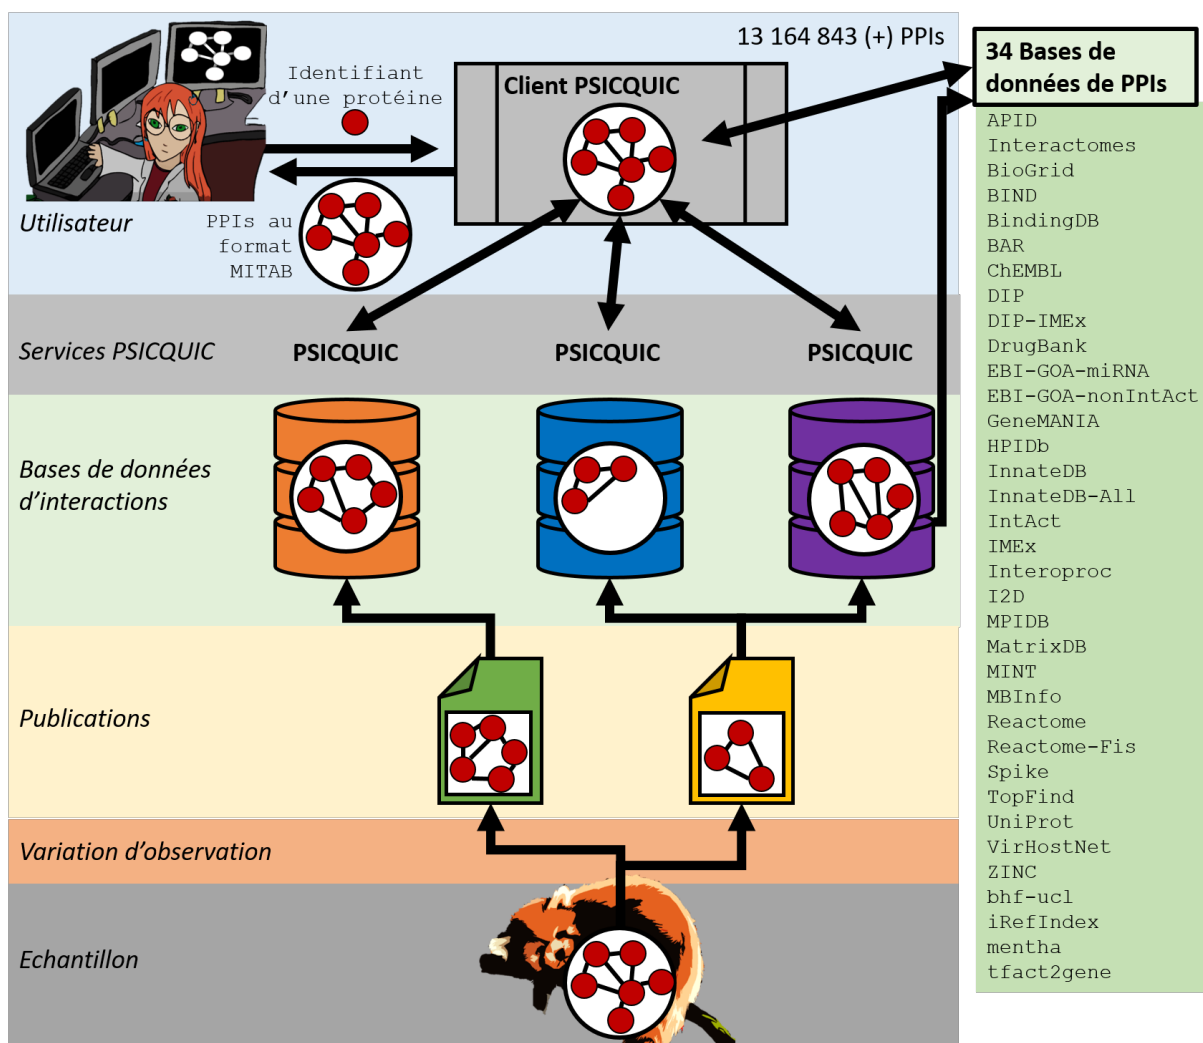 13 164 843 (+) PPIs
Identifiant
d'une protéine
Client PSICQUIC
Utilisateur
PPIs au
format
MITAB
Services PSICQUIC
PSICQUIC
PSICQUIC
PSICQUIC
Bases de données
d'interactions
Publications
Variation d'observation
Echantillon
34 Bases de
données de PPIs
APID
Interactomes
BioGrid
BIND
BindingDB
BAR
ChEMBL
DIP
DIP-IMEx
DrugBank
EBI-GOA-miRNA
EBI-GOA-nonIntAct
GeneMANIA
HPIDb
InnateDB
InnateDB-All
IntAct
IMEx
Interoproc
I2D
MPIDB
MatrixDB
MINT
MBInfo
Reactome
Reactome-Fis
Spike
TopFind
UniProt
VirHostNet
ZINC
bhf-ucl
iRefIndex
mentha
tfact2gene